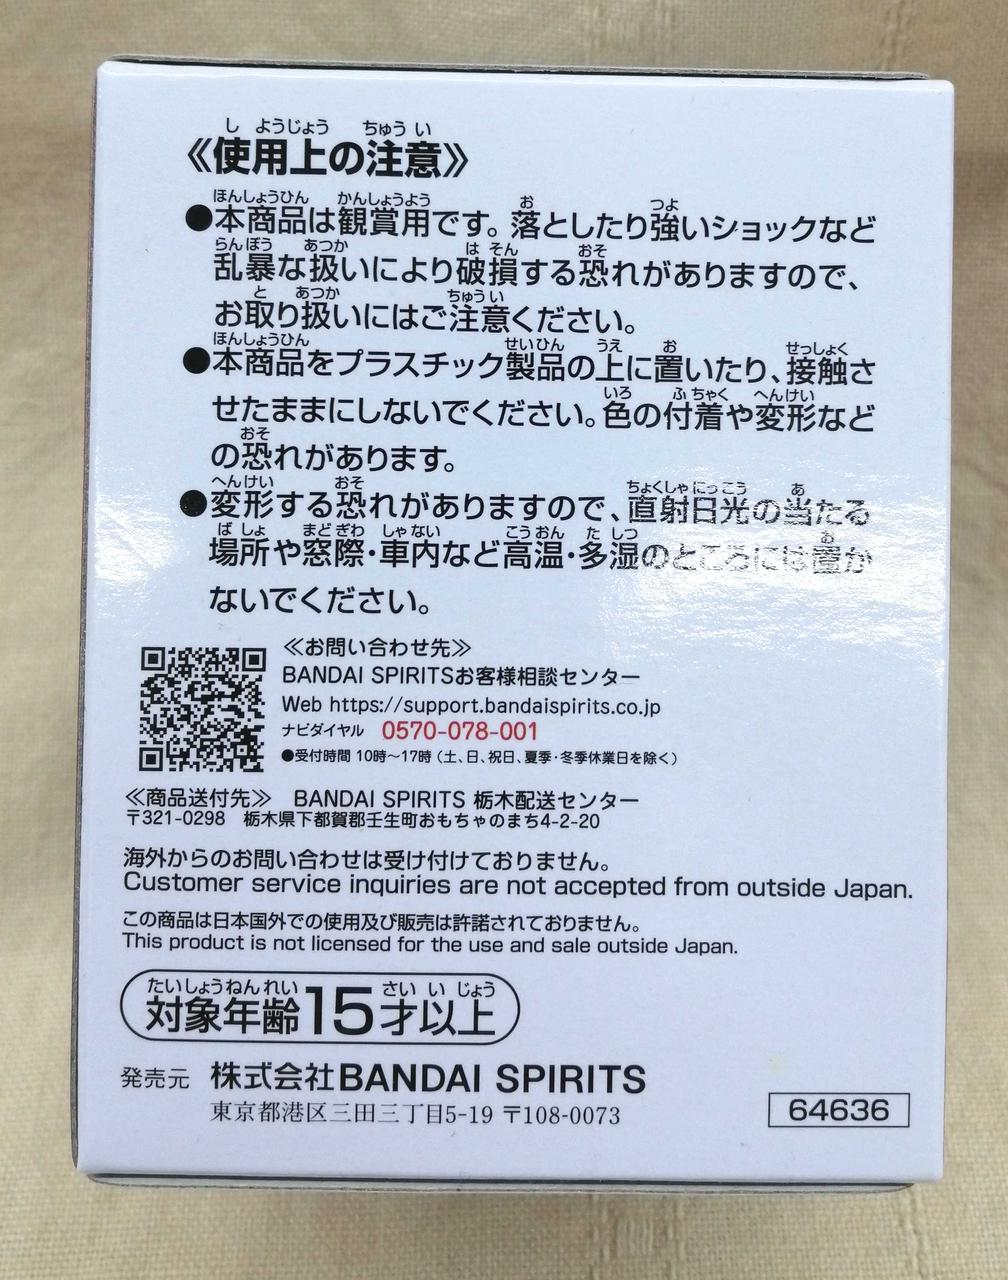 《使用上の注意》
●本商品は観賞用です。落としたり強いショックなど
乱暴な扱いにより破損する恐れがありますので、
お取り扱いにはご注意ください。
●本商品をプラスチック製品の上に置いたり、接触さ
せたままにしないでください。色の付着や変形など
の恐れがあります。
●変形する恐れがありますので、直射日光の当たる
場所や窓際・車内など高温・多湿のところには置か
ないでください。
≪お問い合わせ先≫
BANDAI SPIRITSお客様相談センター
Web https://support.bandaispirits.co.jp
ナビダイヤル 0570-078-001
●受付時間 10時〜17時（土、日、祝日、夏季・冬季休業日を除く）
≪商品送付先≫ BANDAI SPIRITS 栃木配送センター
〒321-0298 栃木県下都賀郡壬生町おもちゃのまち4-2-20
海外からのお問い合わせは受け付けておりません。
Customer service inquiries are not accepted from outside Japan.
この商品は日本国外での使用及び販売は許諾されておりません。
This product is not licensed for the use and sale outside Japan.
対象年齢15才以上
発売元 株式会社BANDAI SPIRITS
東京都港区三田三丁目5-19 〒108-0073
64636